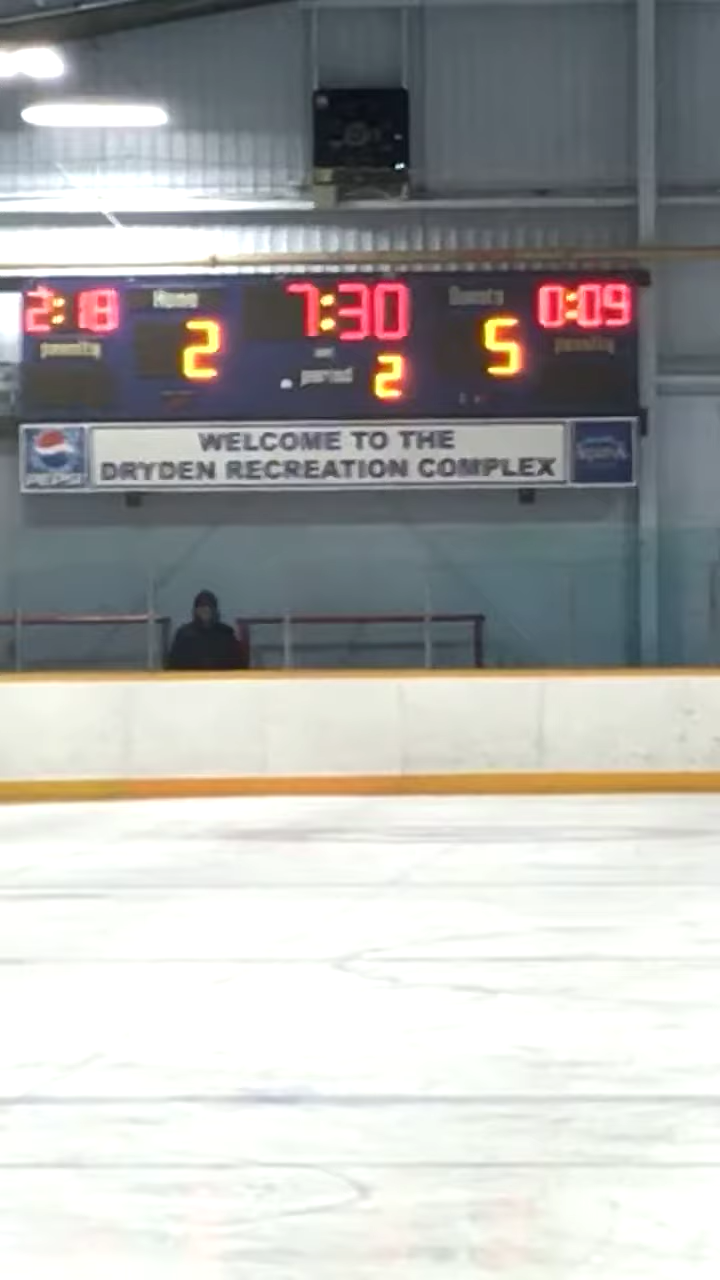 2:18 Home 7:30 Guests 0:09
penalty 2 5 penalty
period 2
WELCOME TO THE
DRYDEN RECREATION COMPLEX
PEPSI
Aquafina